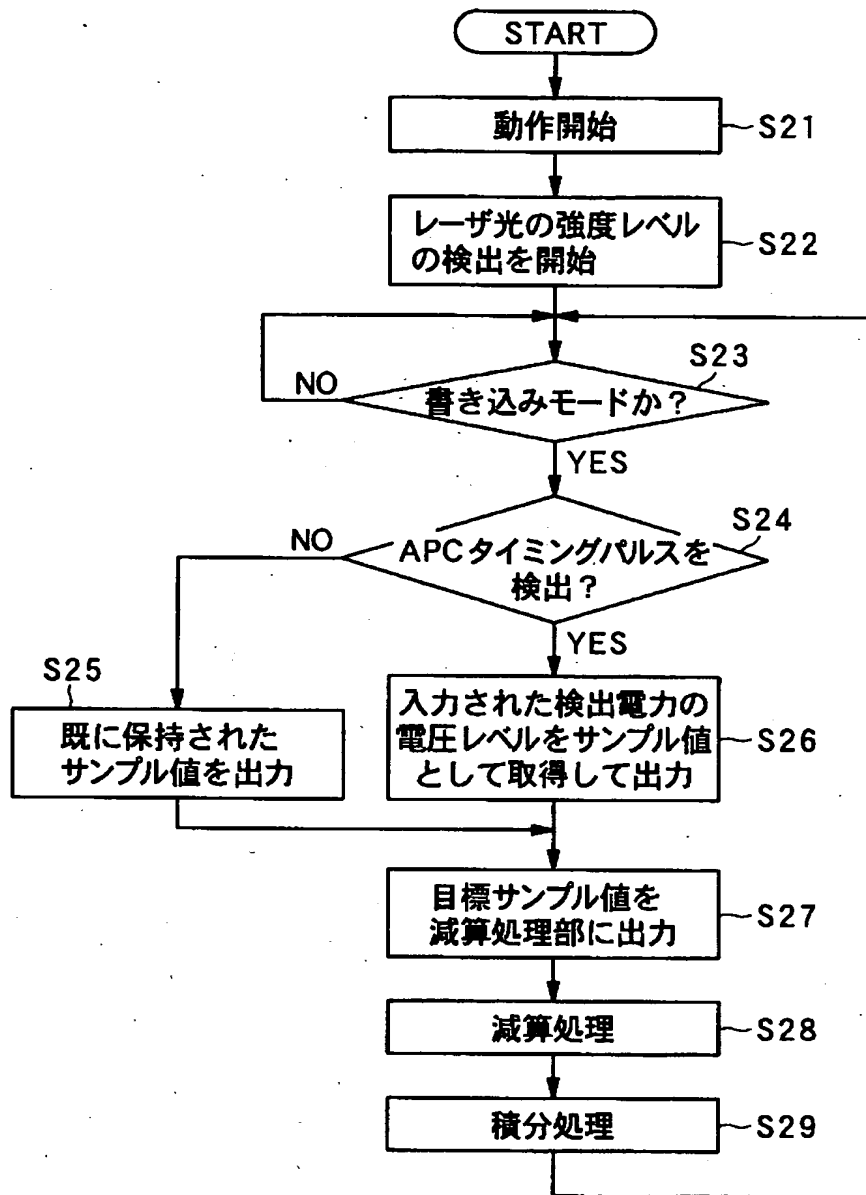 START
動作開始
S21
レーザ光の強度レベル
の検出を開始
S22
S23
NO
書き込みモードか？
YES
S24
NO
APCタイミングパルスを
検出？
YES
S25
既に保持された
サンプル値を出力
入力された検出電力の
電圧レベルをサンプル値
として取得して出力
S26
目標サンプル値を
減算処理部に出力
S27
減算処理
S28
積分処理
S29